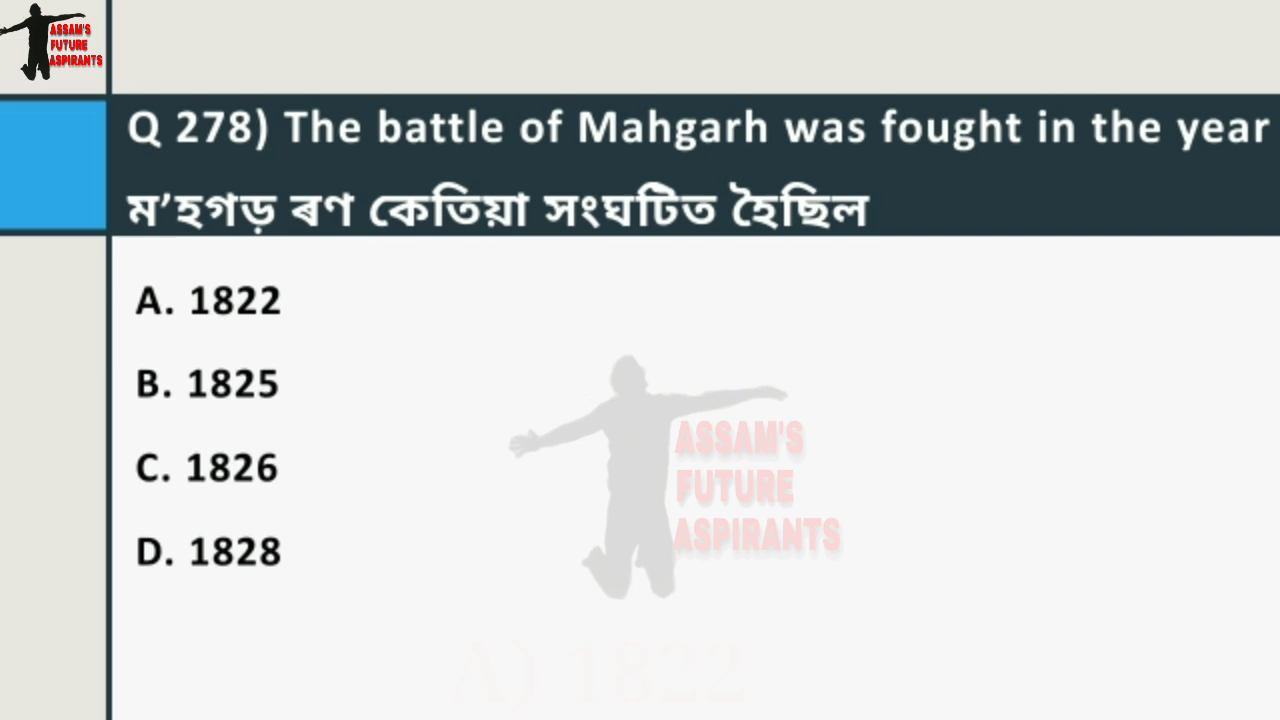 ASSAM'S
FUTURE
ASPIRANTS
Q 278) The battle of Mahgarh was fought in the year
ম’হগড় ৰণ কেতিয়া সংঘটিত হৈছিল
A. 1822
B. 1825
C. 1826
D. 1828
ASSAM'S
FUTURE
ASPIRANTS
A) 1822